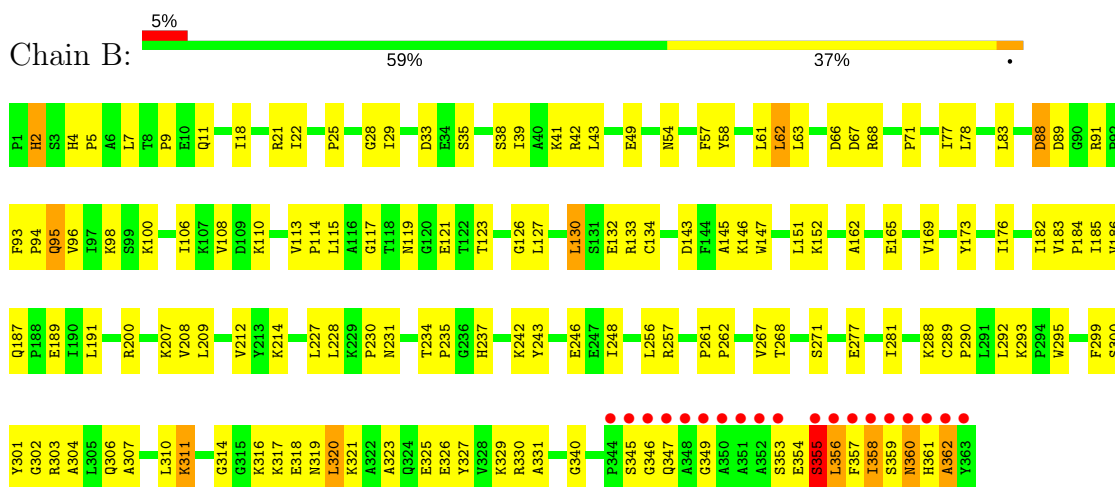 5%
Chain B:
59% 37% •
P1 H2 S3 H4 P5 A6 L7 T8 P9 E10 Q11 I18 R21 I22 P25 G28 I29 D33 E34 S35 S38 I39 A40 K41 R42 L43 E49 N54 F57 Y58 L61 L62 L63 D66 D67 R68 P71 I77 L78 L83 D88 D89 G90 R91 P92
F93 P94 Q95 V96 I97 K98 S99 K100 I106 K107 V108 D109 K110 V113 P114 L115 A116 G117 T118 N119 G120 E121 T122 T123 G126 L127 L130 S131 E132 R133 C134 D143 F144 A145 K146 W147 L151 K152 A162 E165 V169 Y173 I176 I182 V183 P184 I185 V186
Q187 P188 E189 I190 L191 R200 K207 V208 L209 V212 Y213 K214 L227 L228 K229 P230 N231 T234 P235 G236 H237 K242 Y243 E246 E247 I248 L256 R257 P261 P262 V267 T268 S271 E277 I281 K288 C289 P290 L291 L292 K293 P294 W295 F299 S300
Y301 G302 R303 A304 L305 Q306 A307 L310 K311 G314 G315 K316 K317 E318 N319 L320 K321 A322 A323 Q324 E325 E326 Y327 V328 K329 R330 A331 G340 P344 S345 G346 Q347 A348 G349 A350 A351 A352 S353 E354 S355 L356 F357 I358 S359 N360 H361 A362 Y363